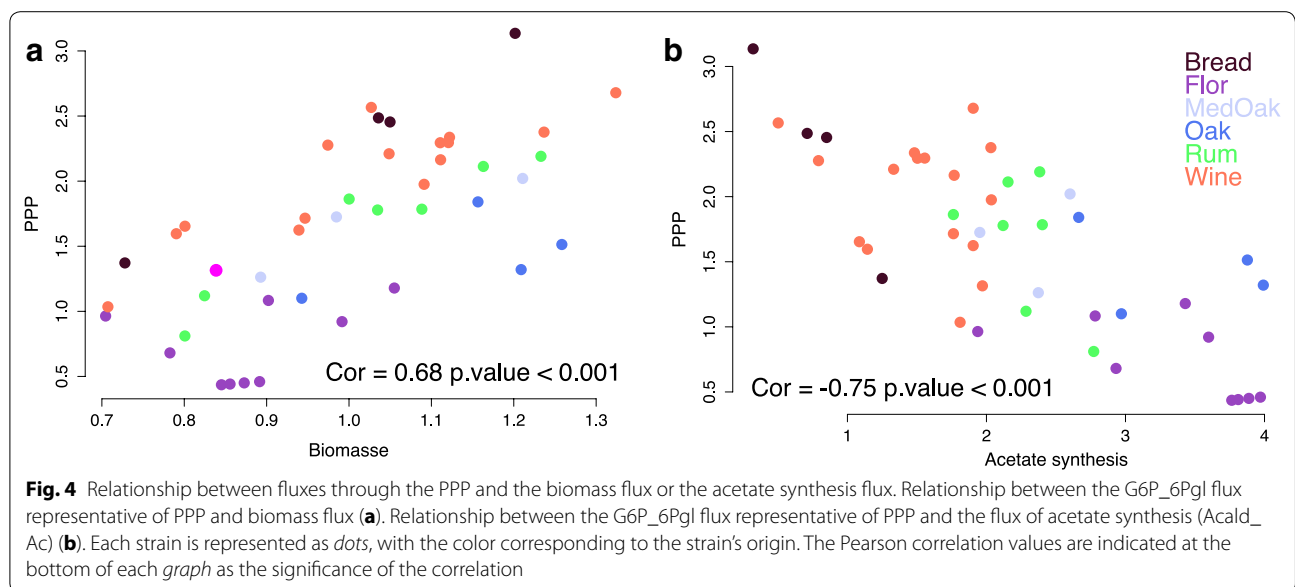 a
PPP
3.0
2.5
2.0
1.5
1.0
0.5
Cor = 0.68 p.value < 0.001
0.7 0.8 0.9 1.0 1.1 1.2 1.3
Biomasse
b
PPP
3.0
2.5
2.0
1.5
1.0
0.5
Bread
Flor
MedOak
Oak
Rum
Wine
Cor = -0.75 p.value < 0.001
1 2 3 4
Acetate synthesis
Fig. 4 Relationship between fluxes through the PPP and the biomass flux or the acetate synthesis flux. Relationship between the G6P_6Pgl flux
representative of PPP and biomass flux (a). Relationship between the G6P_6Pgl flux representative of PPP and the flux of acetate synthesis (Acald_
Ac) (b). Each strain is represented as dots, with the color corresponding to the strain's origin. The Pearson correlation values are indicated at the
bottom of each graph as the significance of the correlation